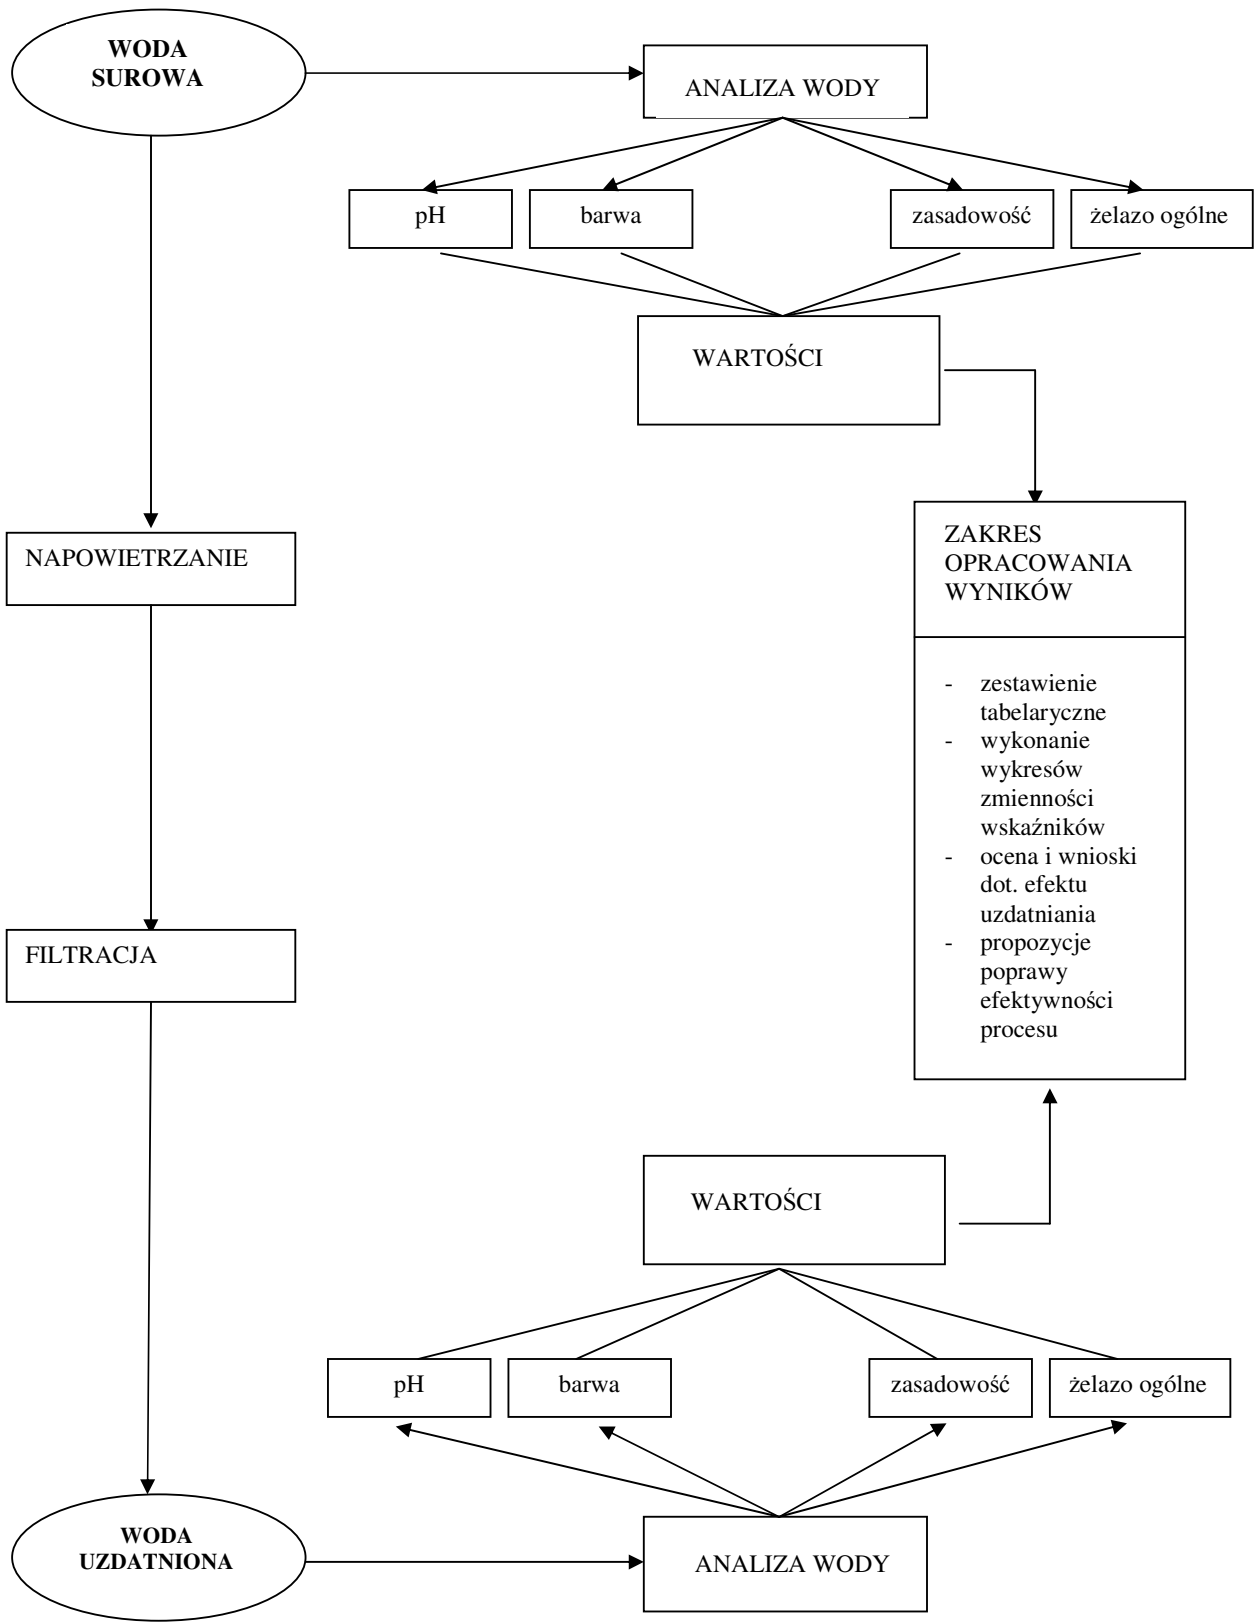 WODA
SUROWA
ANALIZA WODY
pH
barwa
zasadowość
żelazo ogólne
WARTOŚCI
NAPOWIETRZANIE
ZAKRES
OPRACOWANIA
WYNIKÓW
- zestawienie
tabelaryczne
- wykonanie
wykresów
zmienności
wskaźników
- ocena i wnioski
dot. efektu
uzdatniania
- propozycje
poprawy
efektywności
procesu
FILTRACJA
WARTOŚCI
pH
barwa
zasadowość
żelazo ogólne
WODA
UZDATNIONA
ANALIZA WODY